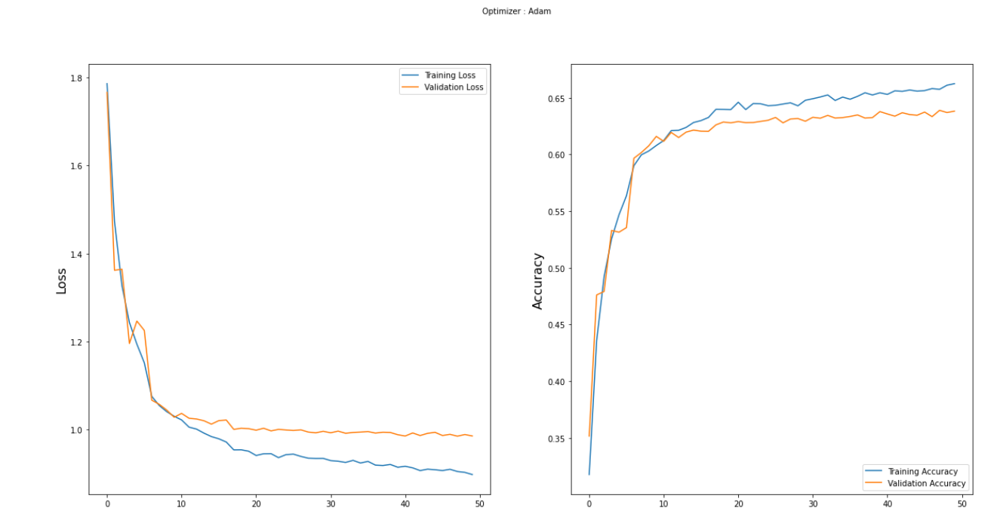 Optimizer : Adam
Training Loss
Validation Loss
Loss
1.8
1.6
1.4
1.2
1.0
0 10 20 30 40 50
Accuracy
0.65
0.60
0.55
0.50
0.45
0.40
0.35
Training Accuracy
Validation Accuracy
0 10 20 30 40 50